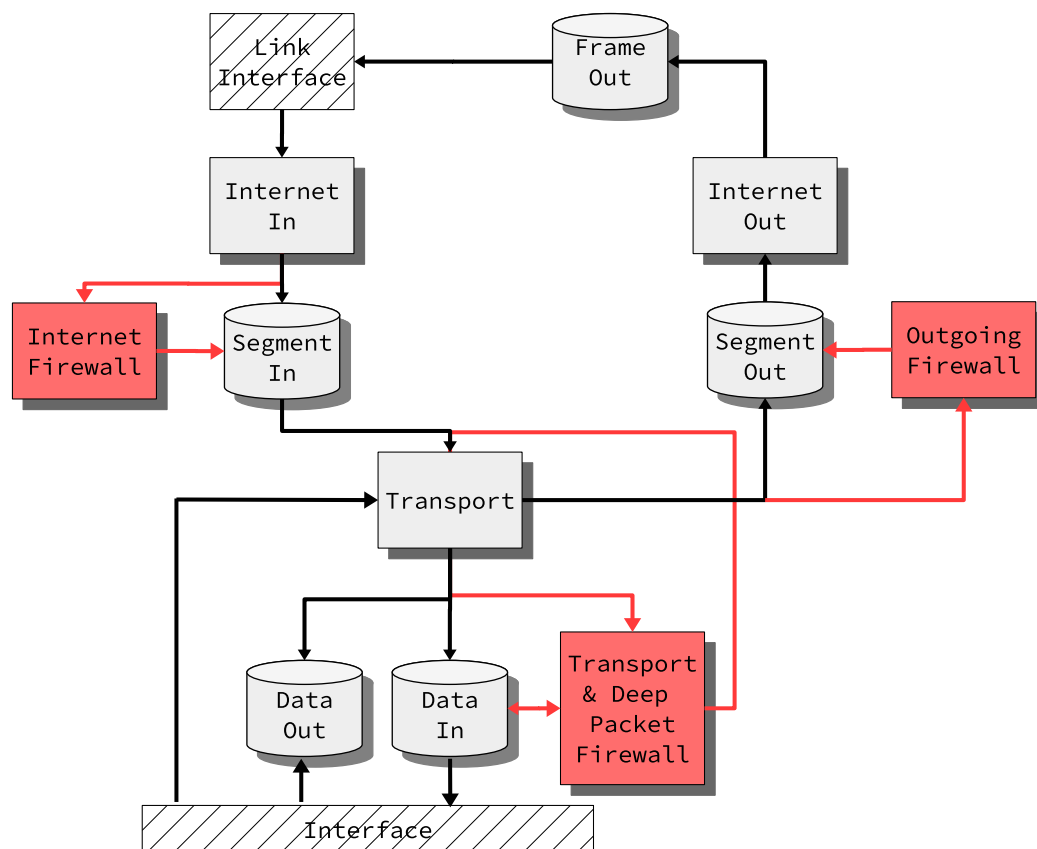 Link
Interface
Frame
Out
Internet
In
Internet
Out
Internet
Firewall
Segment
In
Segment
Out
Outgoing
Firewall
Transport
Data
Out
Data
In
Transport
& Deep
Packet
Firewall
Interface